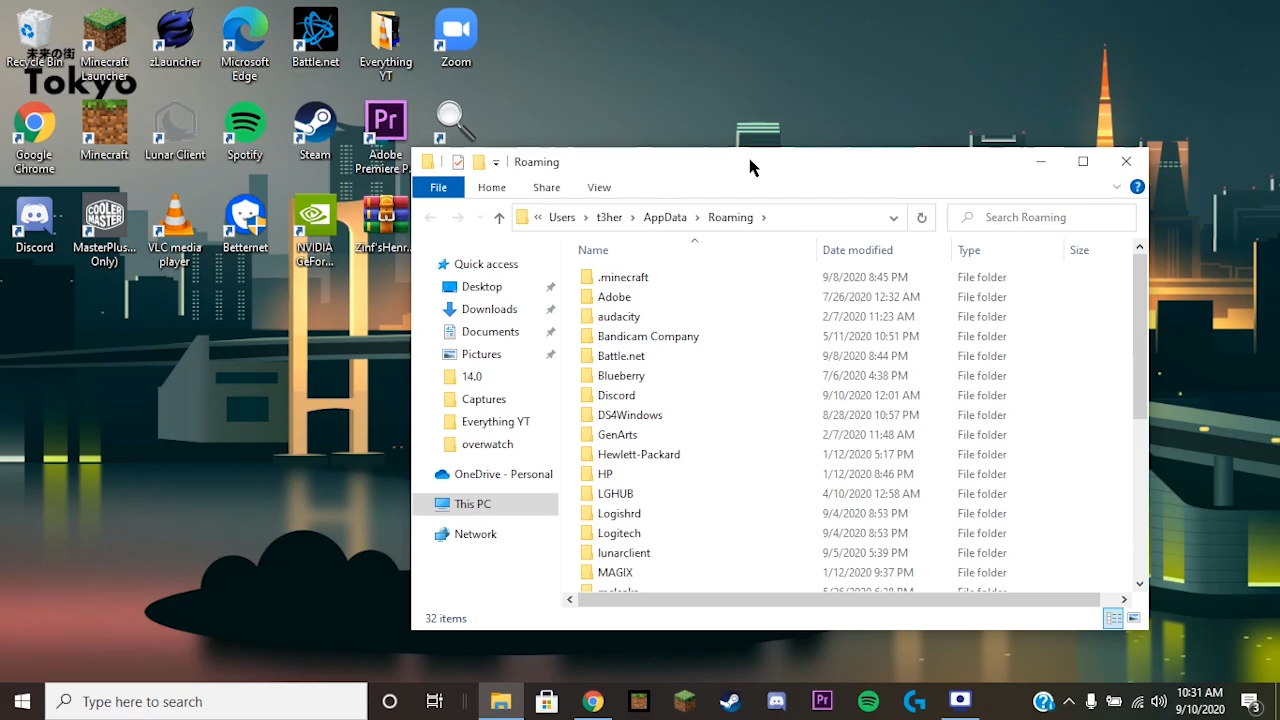 未来の街
Tokyo
Recycle Bin
Minecraft Launcher
zLauncher
Microsoft Edge
Battle.net
Everything YT
Zoom
Google Chrome
Minecraft
Lunar Client
Spotify
Steam
Adobe Premiere P...
Discord
MasterPlus... Only)
VLC media player
Betternet
NVIDIA GeFor...
Zinf'sHenr...
Roaming
File
Home
Share
View
« Users > t3her > AppData > Roaming >
Search Roaming
Name
Date modified
Type
Size
Quick access
Desktop
Downloads
Documents
Pictures
14.0
Captures
Everything YT
overwatch
OneDrive - Personal
This PC
Network
.minecraft 9/8/2020 8:45 PM File folder
Adobe 7/26/2020 12:32 AM File folder
audacity 2/7/2020 11:23 AM File folder
Bandicam Company 5/11/2020 10:51 PM File folder
Battle.net 9/8/2020 8:44 PM File folder
Blueberry 7/6/2020 4:38 PM File folder
Discord 9/10/2020 12:01 AM File folder
DS4Windows 8/28/2020 10:57 PM File folder
GenArts 2/7/2020 11:48 AM File folder
Hewlett-Packard 1/12/2020 5:17 PM File folder
HP 1/12/2020 8:46 PM File folder
LGHUB 4/10/2020 12:58 AM File folder
Logishrd 9/4/2020 8:53 PM File folder
Logitech 9/4/2020 8:53 PM File folder
lunarclient 9/5/2020 5:39 PM File folder
MAGIX 1/12/2020 9:37 PM File folder
32 items
Type here to search
10:31 AM
9/10/2020
3